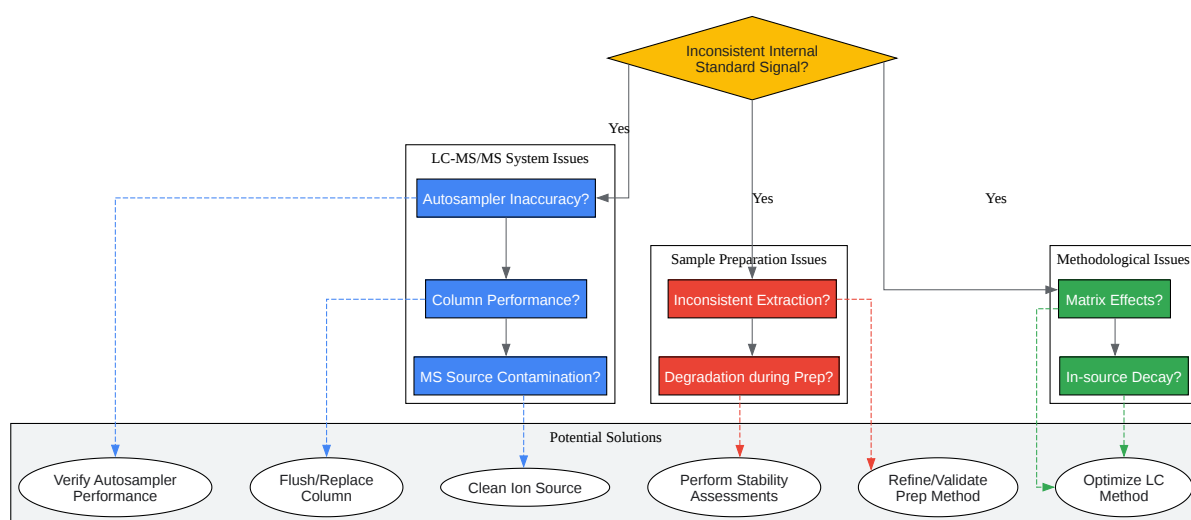 Inconsistent Internal
Standard Signal?
Yes
LC-MS/MS System Issues
Autosampler Inaccuracy?
Yes
Yes
Sample Preparation Issues
Methodological Issues
Column Performance?
Inconsistent Extraction?
Matrix Effects?
MS Source Contamination?
Degradation during Prep?
In-source Decay?
Potential Solutions
Verify Autosampler
Performance
Flush/Replace
Column
Clean Ion Source
Perform Stability
Assessments
Refine/Validate
Prep Method
Optimize LC
Method